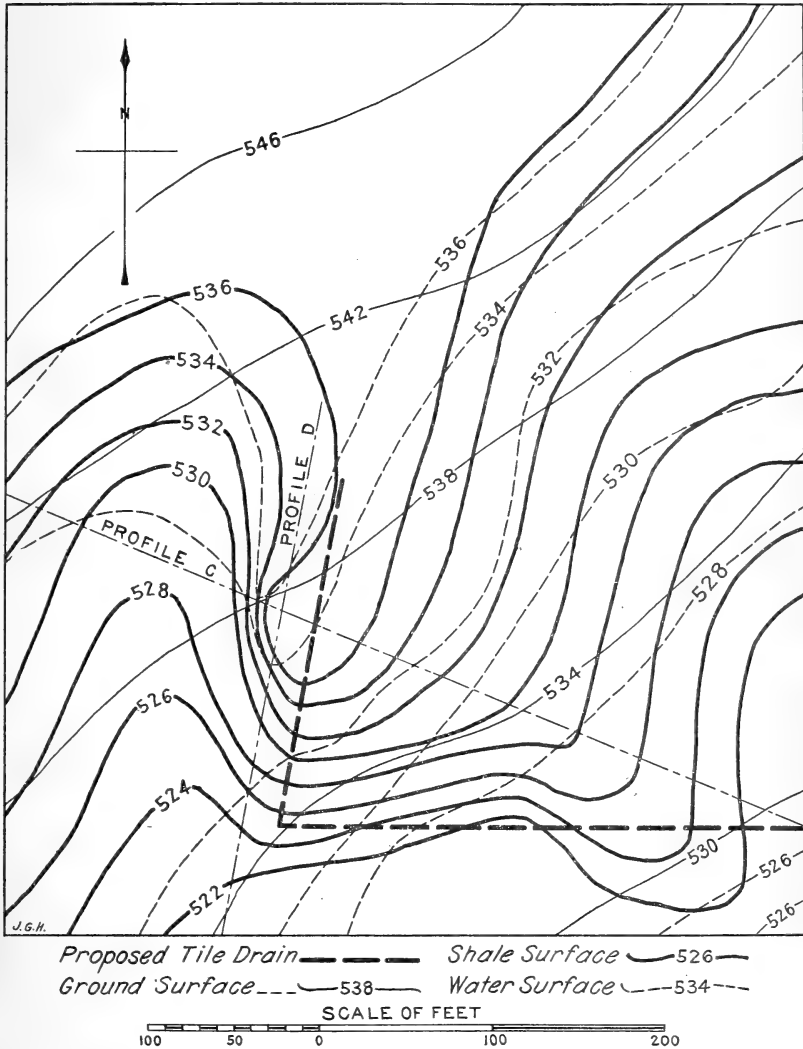 N
546
536
536
542
534
534
532
532
PROFILE D
538
530
530
PROFILE C
528
528
526
534
524
530
522
526
526
J.G.H.
Proposed Tile Drain Shale Surface 526
Ground Surface 538 Water Surface 534
SCALE OF FEET
100 50 0 100 200